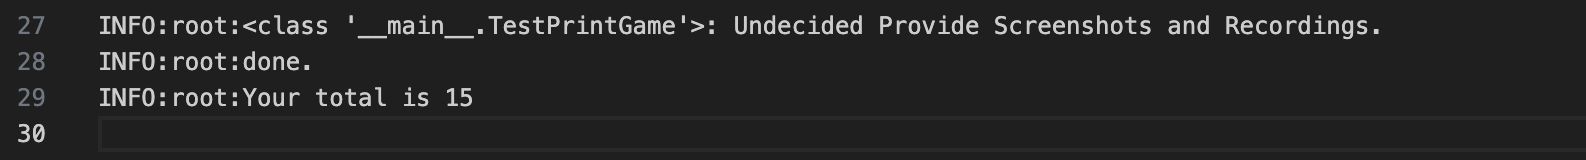 27 INFO:root:<class '__main__.TestPrintGame'>: Undecided Provide Screenshots and Recordings.
28 INFO:root:done.
29 INFO:root:Your total is 15
30